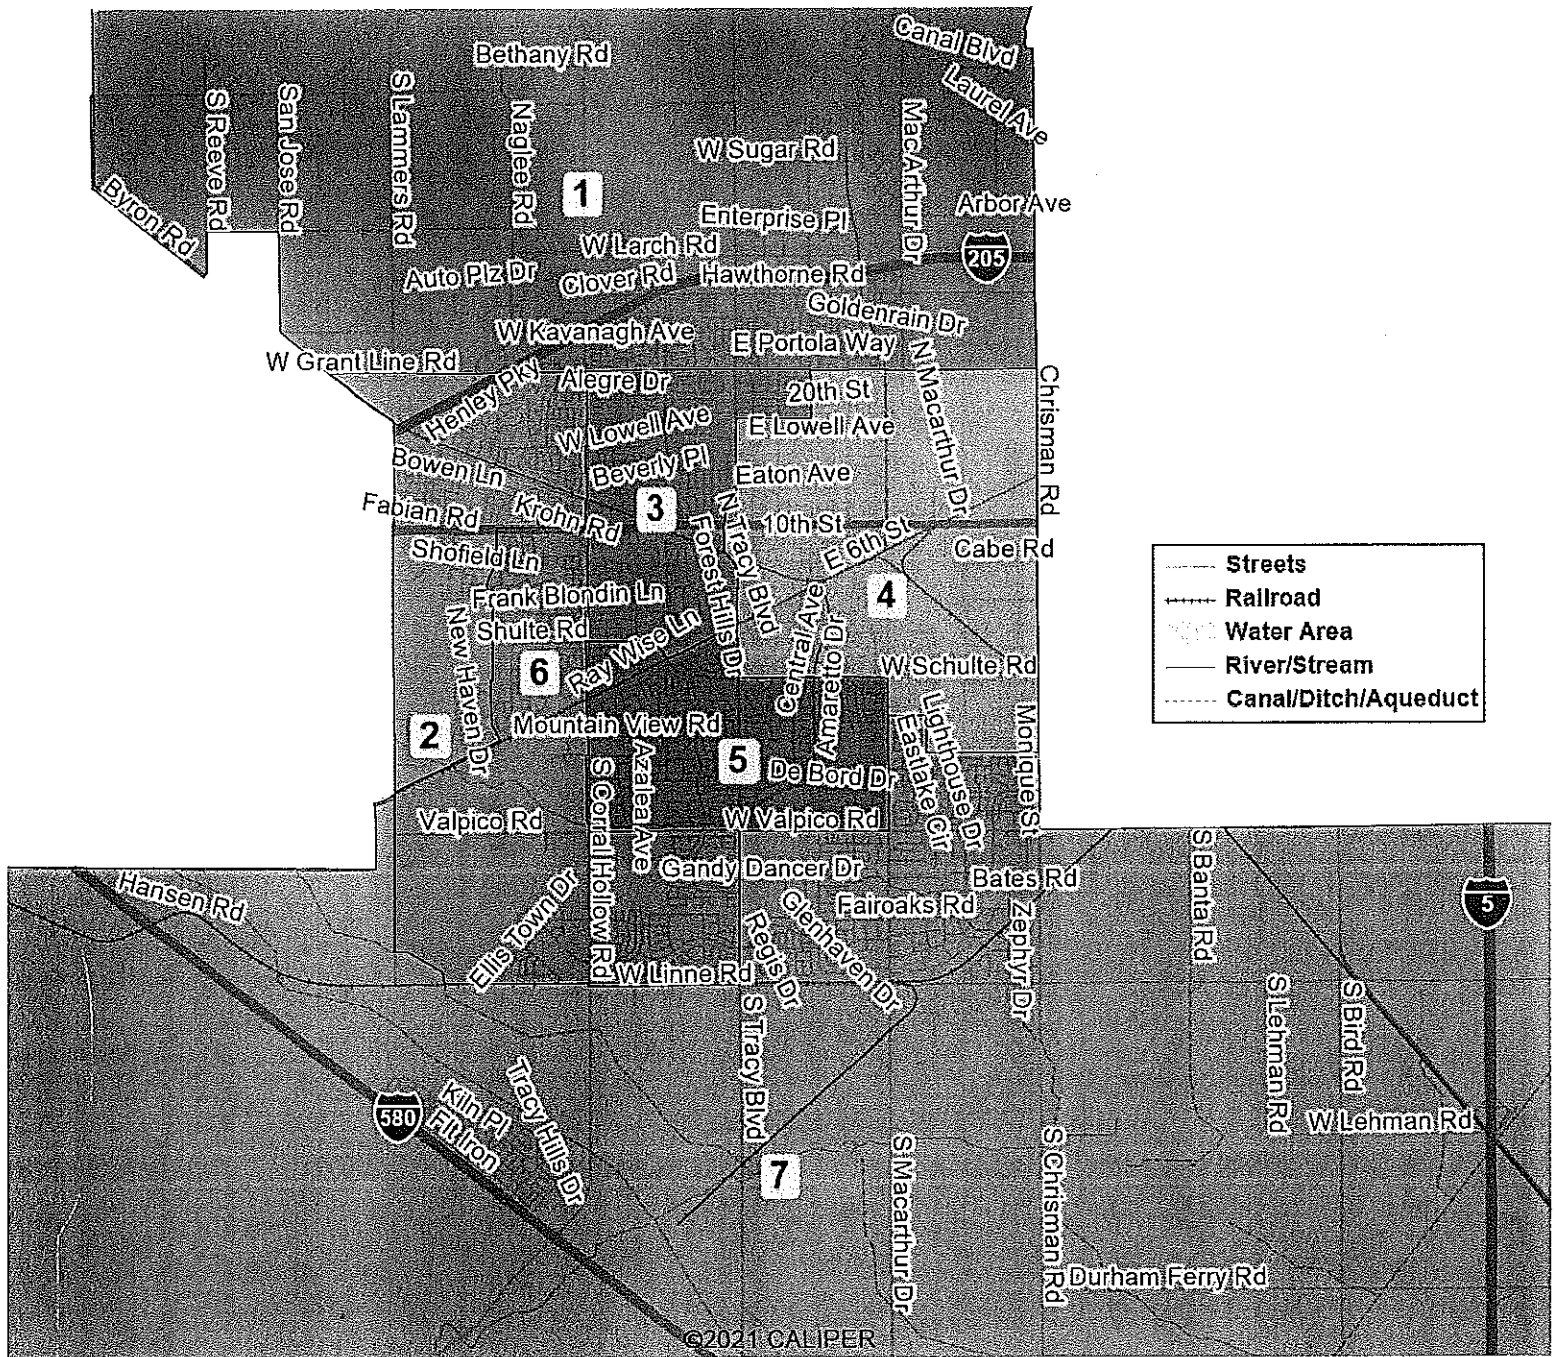 Canal Blvd
Bethany Rd
Laurel Ave
S Reeve Rd
San Jose Rd
S Lammers Rd
Naglee Rd
Mac Arthur Dr
W Sugar Rd
1
Byron Rd
Arbor Ave
Enterprise Pl
W Larch Rd
205
Auto Plz Dr
Clover Rd
Hawthorne Rd
Goldenrain Dr
W Kavanagh Ave
E Portola Way
W Grant Line Rd
N Macarthur Dr
Chrisman Rd
Henley Pky
Alegre Dr
20th St
W Lowell Ave
E Lowell Ave
Bowen Ln
Beverly Pl
Eaton Ave
Fabian Rd
Krohn Rd
3
N Tracy Blvd
10th St
E 6th St
Cabe Rd
Shofield Ln
Forest Hills Dr
Frank Blondin Ln
4
New Haven Dr
Shulte Rd
Ray Wise Ln
Central Ave
Amaretto Dr
W Schulte Rd
6
2
Mountain View Rd
5
De Bord Dr
Eastlake Cir
Lighthouse Dr
Monique St
S Corral Hollow Rd
Azalea Ave
Valpico Rd
W Valpico Rd
Streets
Railroad
Water Area
River/Stream
Canal/Ditch/Aqueduct
Hansen Rd
Gandy Dancer Dr
Bates Rd
S Banta Rd
5
Ellis Town Dr
Glenhaven Dr
Fairoaks Rd
Zephyr Dr
Regis Dr
W Linne Rd
S Tracy Blvd
S Lehman Rd
S Bird Rd
580
Kiln Pl
Flt Iron
Tracy Hills Dr
W Lehman Rd
7
S Macarthur Dr
S Chrisman Rd
Durham Ferry Rd
©2021 CALIPER